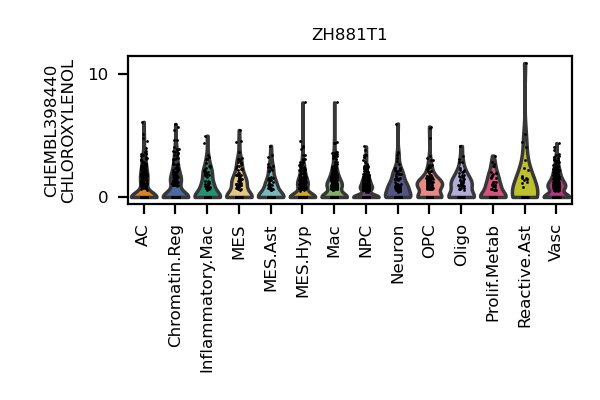 ZH881T1
CHEMBL398440
CHLOROXYLENOL
10
0
AC
Chromatin.Reg
Inflammatory.Mac
MES
MES.Ast
MES.Hyp
Mac
NPC
Neuron
OPC
Oligo
Prolif.Metab
Reactive.Ast
Vasc